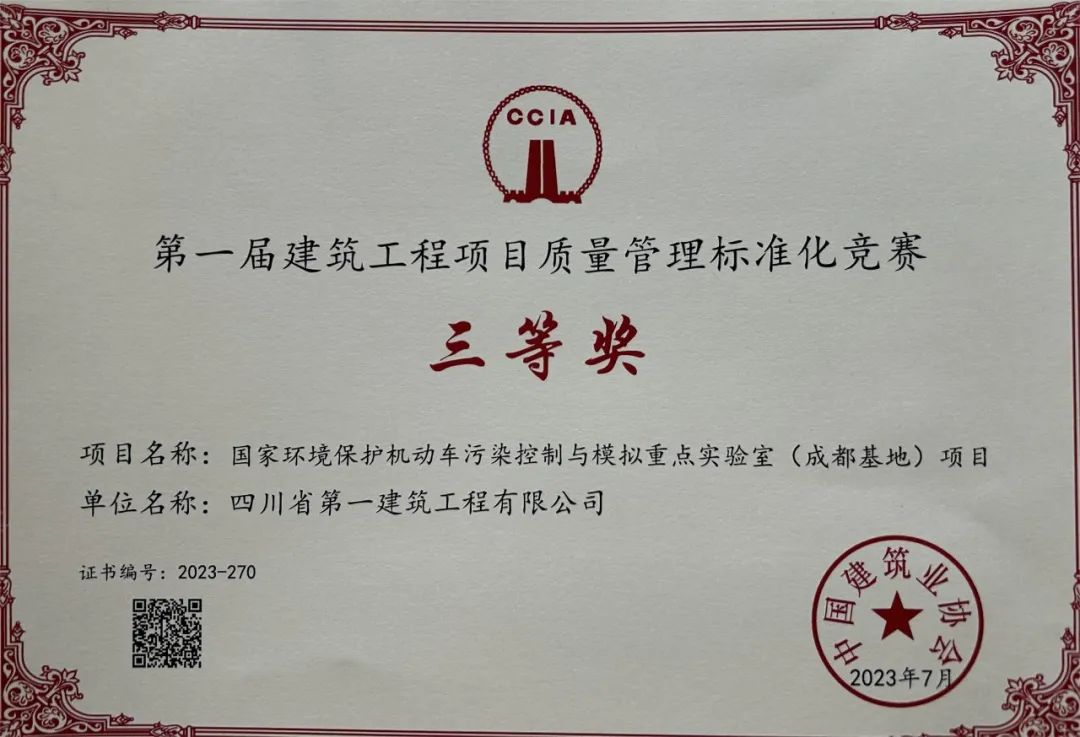 CCIA
第一届建筑工程项目质量管理标准化竞赛
三等奖
项目名称：国家环境保护机动车污染控制与模拟重点实验室（成都基地）项目
单位名称：四川省第一建筑工程有限公司
证书编号：2023-270
中国建筑业协会
2023年7月